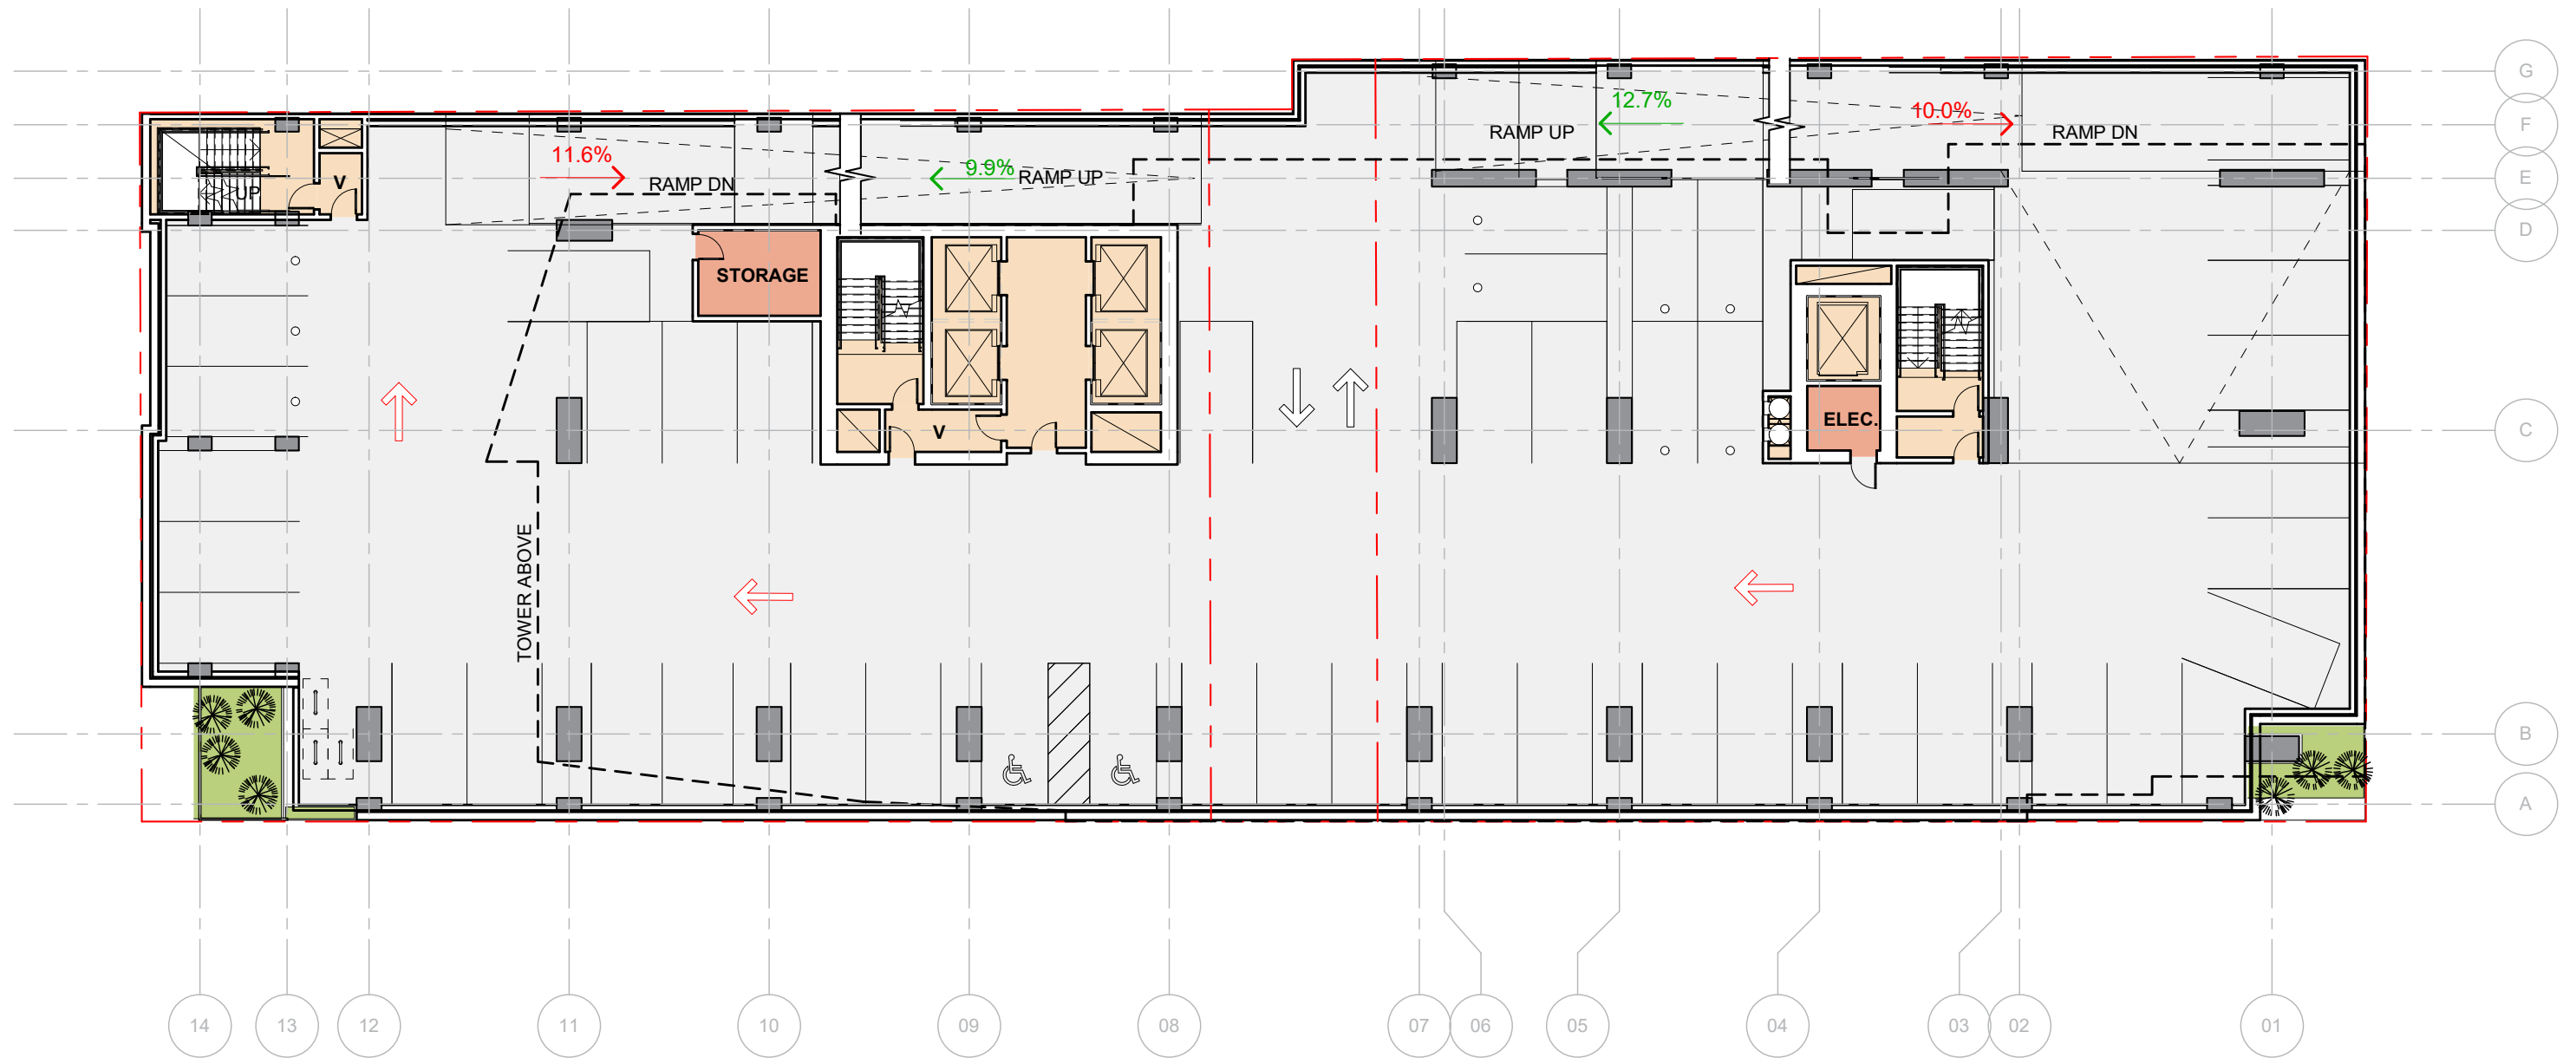 G
12.7%
10.0%
F
RAMP UP
RAMP DN
11.6%
9.9%
RAMP UP
RAMP DN
V
E
UP
D
STORAGE
ELEC.
C
V
TOWER ABOVE
B
A
14
13
12
11
10
09
08
07
06
05
04
03
02
01